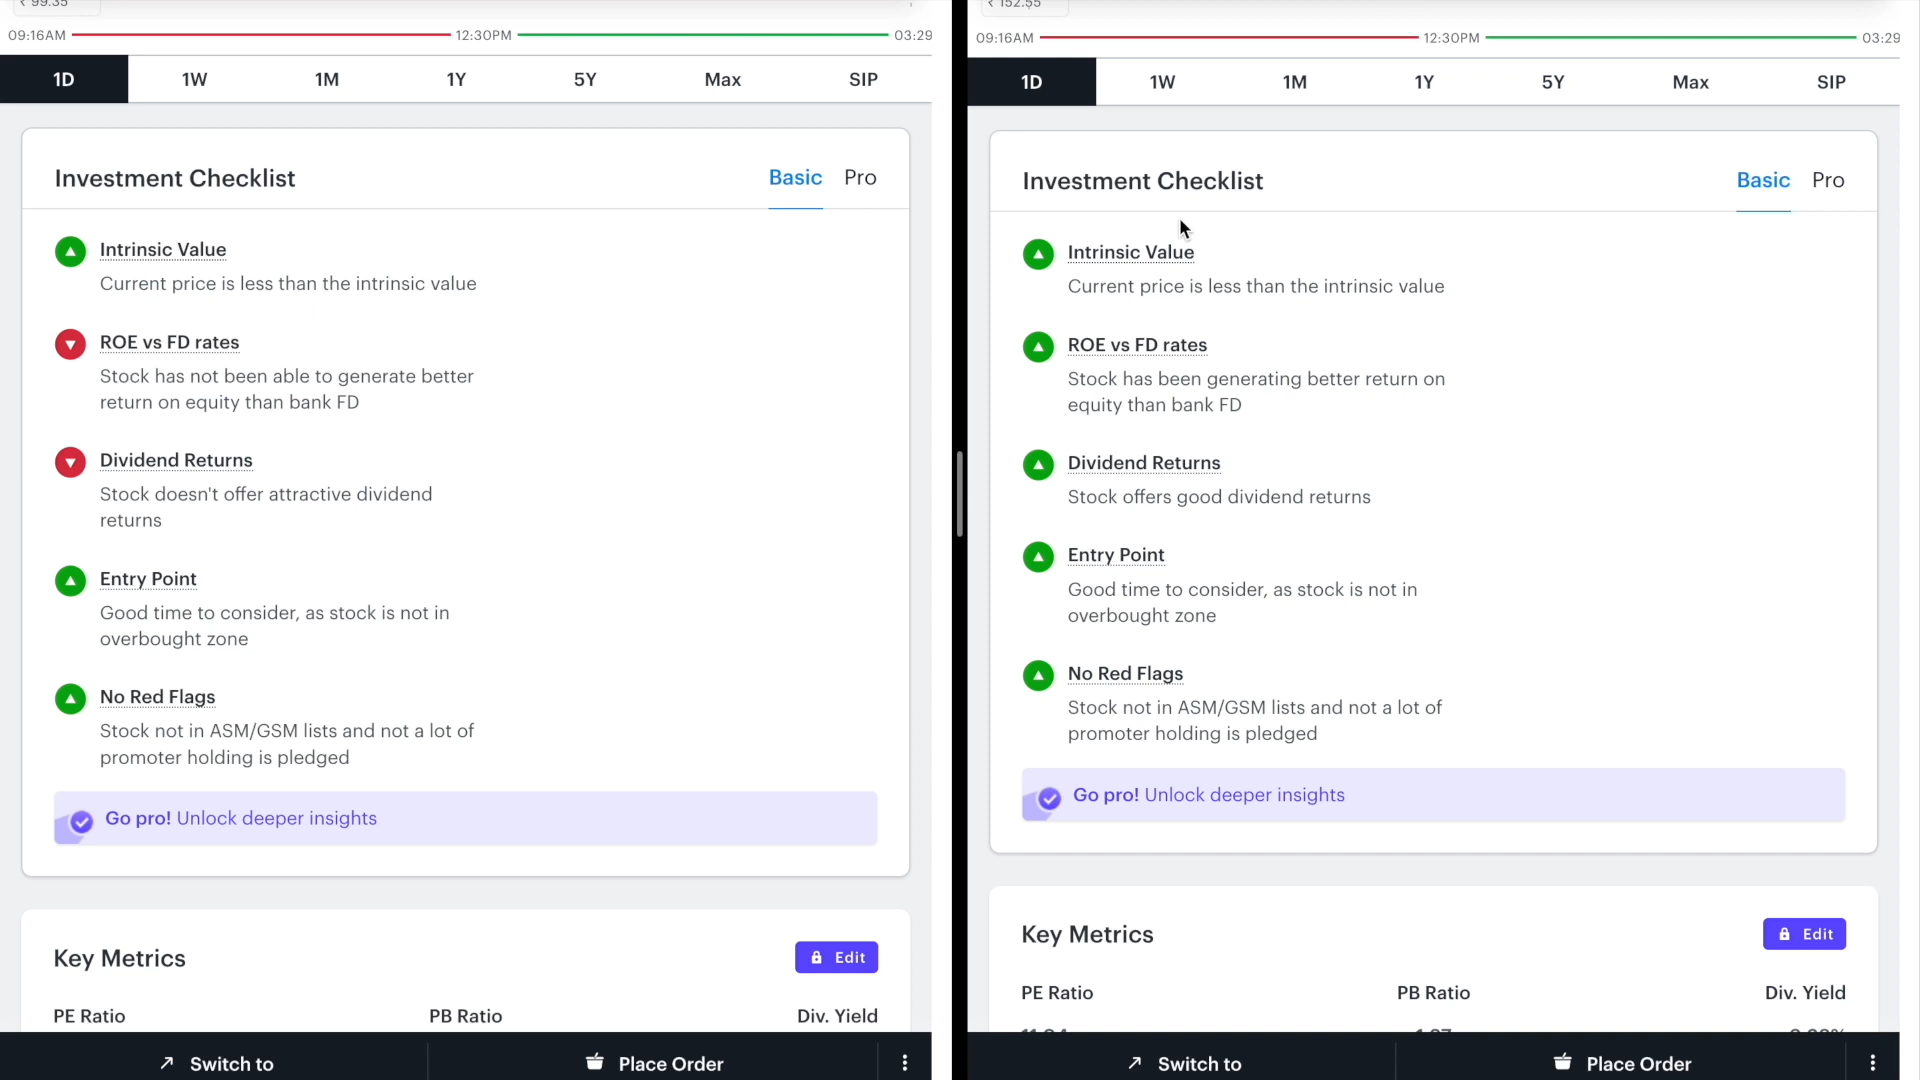 09:16AM 12:30PM 03:29
1D 1W 1M 1Y 5Y Max SIP
Investment Checklist
Basic Pro
Intrinsic Value
Current price is less than the intrinsic value
ROE vs FD rates
Stock has not been able to generate better
return on equity than bank FD
Dividend Returns
Stock doesn't offer attractive dividend
returns
Entry Point
Good time to consider, as stock is not in
overbought zone
No Red Flags
Stock not in ASM/GSM lists and not a lot of
promoter holding is pledged
Go pro! Unlock deeper insights
Key Metrics
Edit
PE Ratio PB Ratio Div. Yield
Switch to
Place Order
09:16AM 12:30PM 03:29
1D 1W 1M 1Y 5Y Max SIP
Investment Checklist
Basic Pro
Intrinsic Value
Current price is less than the intrinsic value
ROE vs FD rates
Stock has been generating better return on
equity than bank FD
Dividend Returns
Stock offers good dividend returns
Entry Point
Good time to consider, as stock is not in
overbought zone
No Red Flags
Stock not in ASM/GSM lists and not a lot of
promoter holding is pledged
Go pro! Unlock deeper insights
Key Metrics
Edit
PE Ratio PB Ratio Div. Yield
Switch to
Place Order